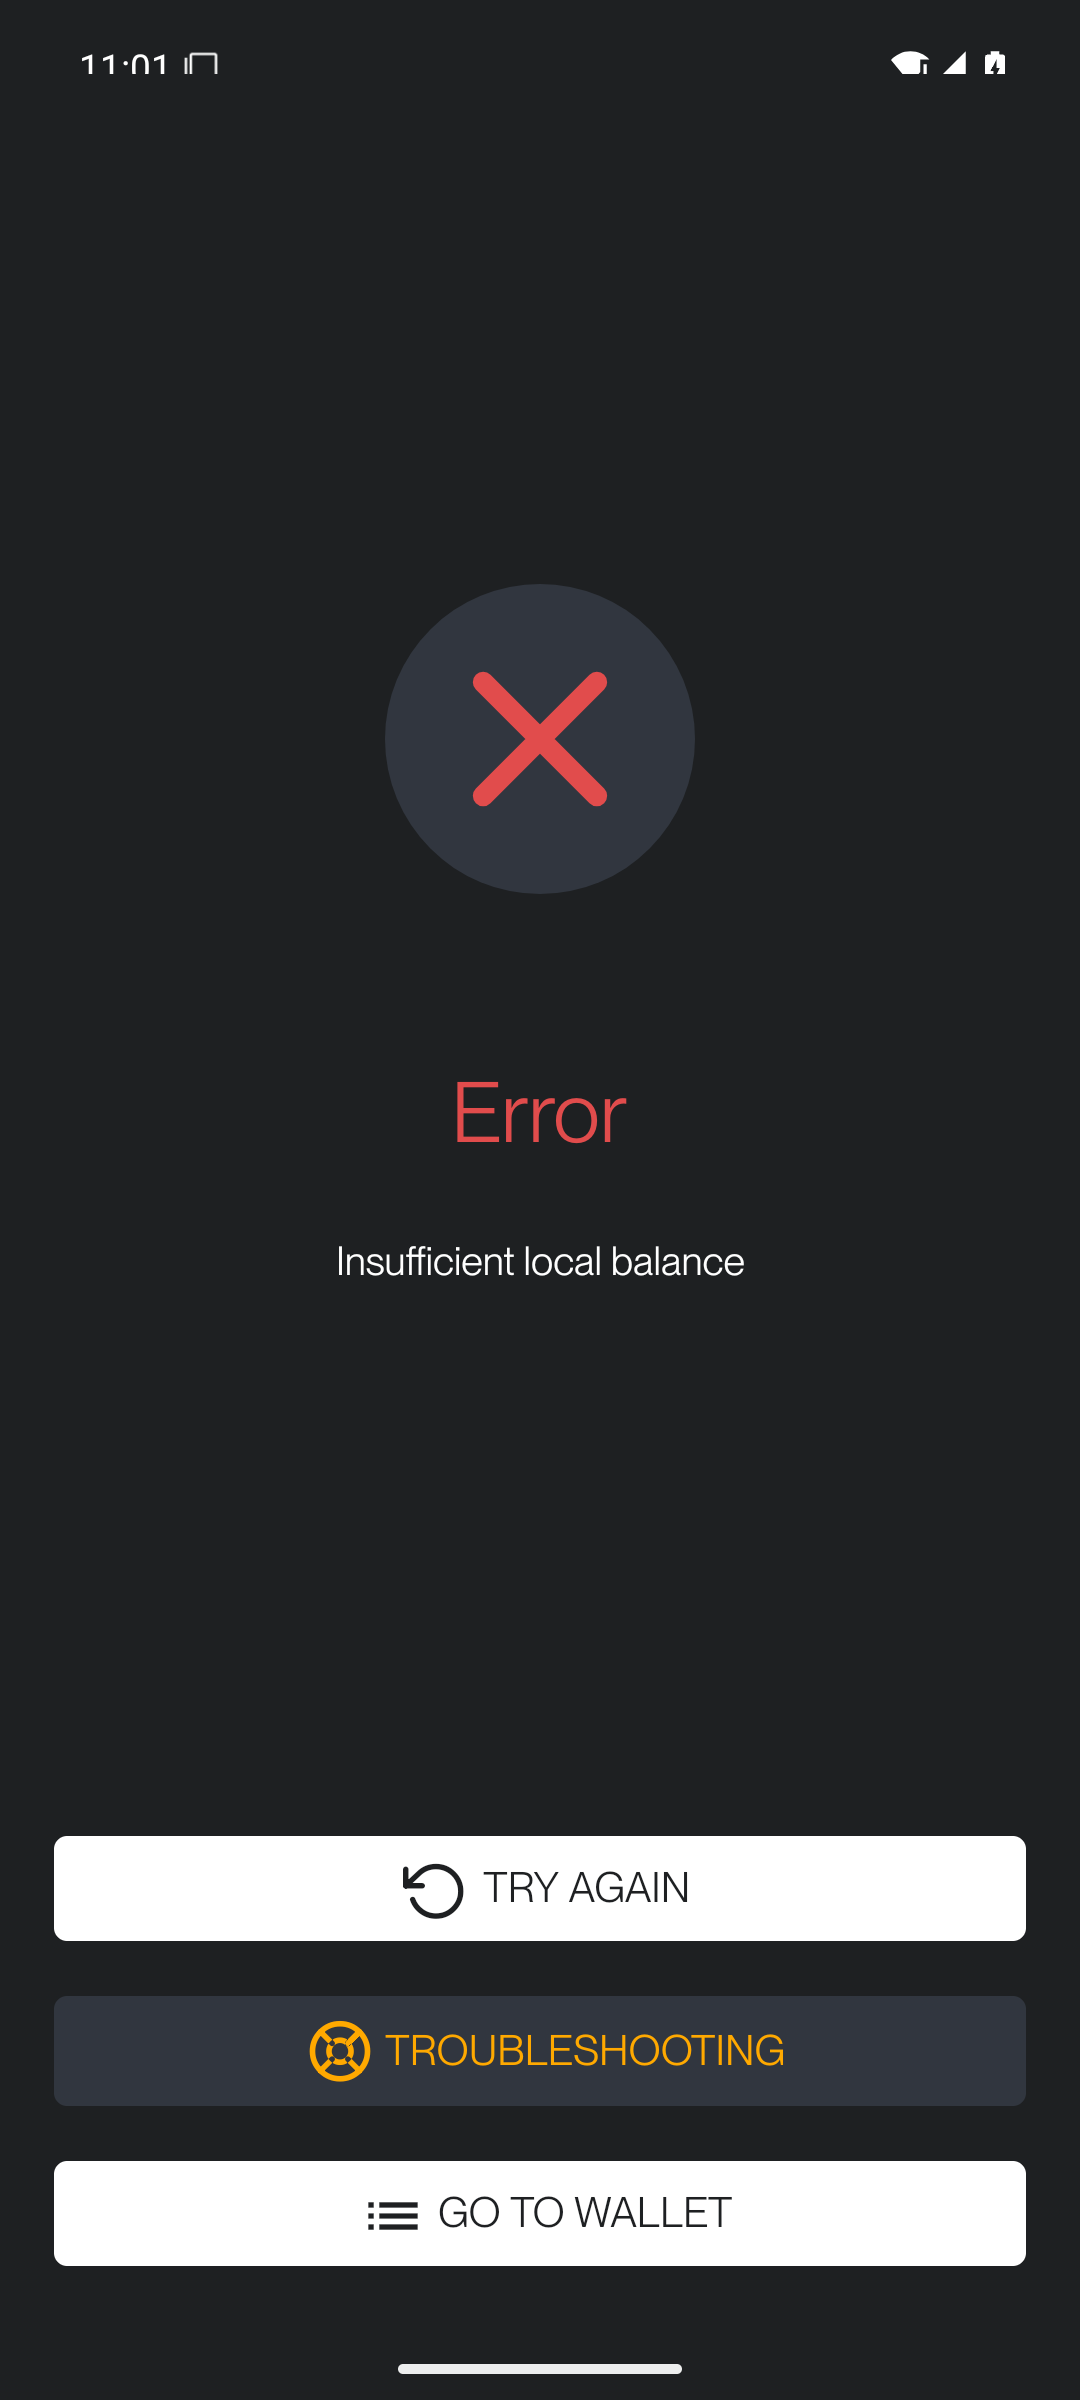 11:01
Error
Insufficient local balance
TRY AGAIN
TROUBLESHOOTING
GO TO WALLET